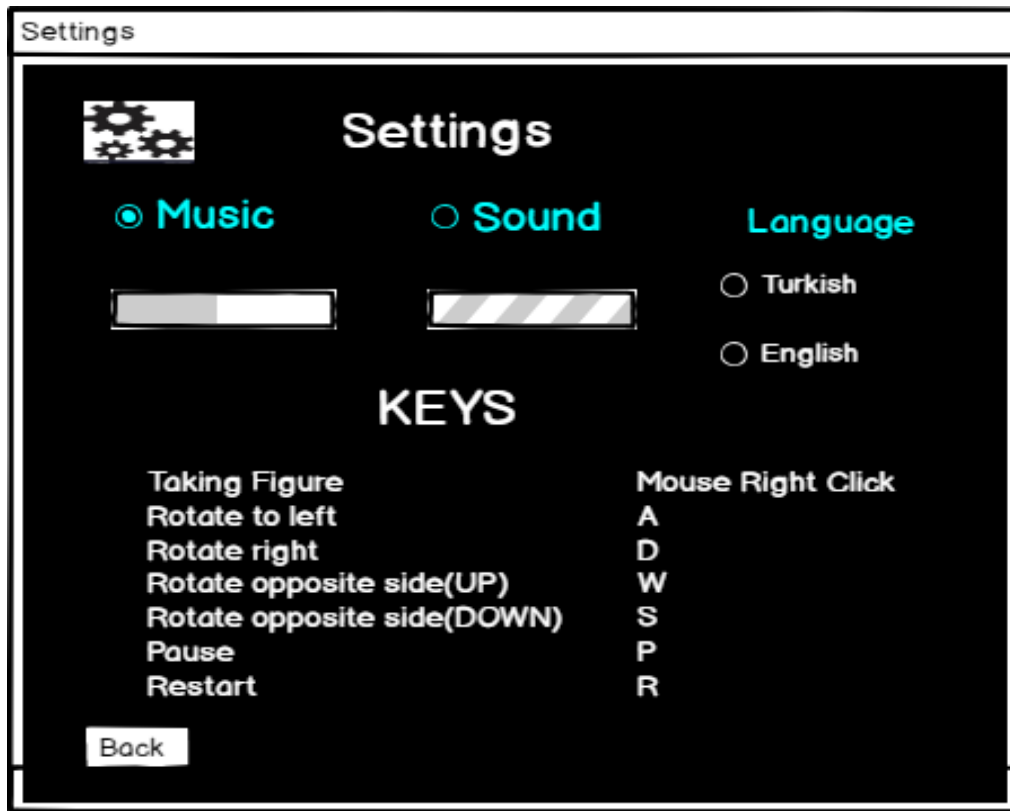 Settings
Settings
Music Sound Language
Turkish
English
KEYS
Taking Figure Mouse Right Click
Rotate to left A
Rotate right D
Rotate opposite side(UP) W
Rotate opposite side(DOWN) S
Pause P
Restart R
Back